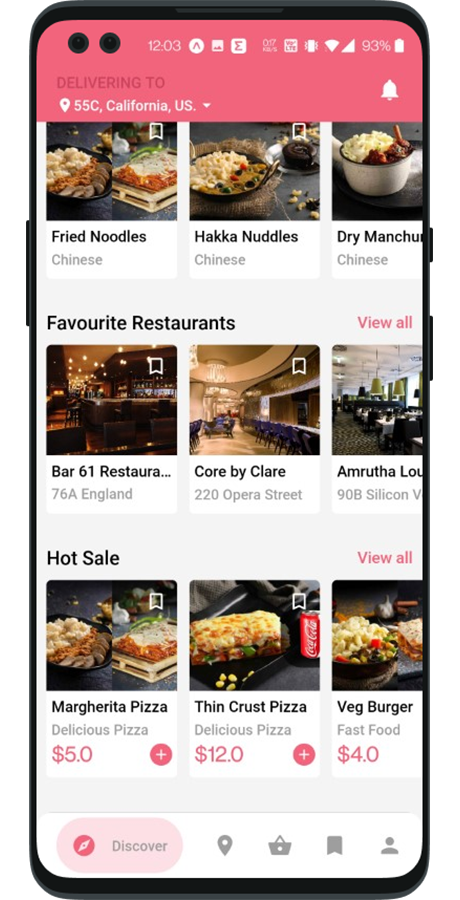 12:03 93%
DELIVERING TO
55C, California, US.
Fried Noodles Hakka Nuddles Dry Manchur
Chinese Chinese Chinese
Favourite Restaurants View all
Bar 61 Restaura... Core by Clare Amrutha Lou
76A England 220 Opera Street 90B Silicon V
Hot Sale View all
Coca-Cola
Margherita Pizza Thin Crust Pizza Veg Burger
Delicious Pizza Delicious Pizza Fast Food
$5.0 $12.0 $4.0
Discover